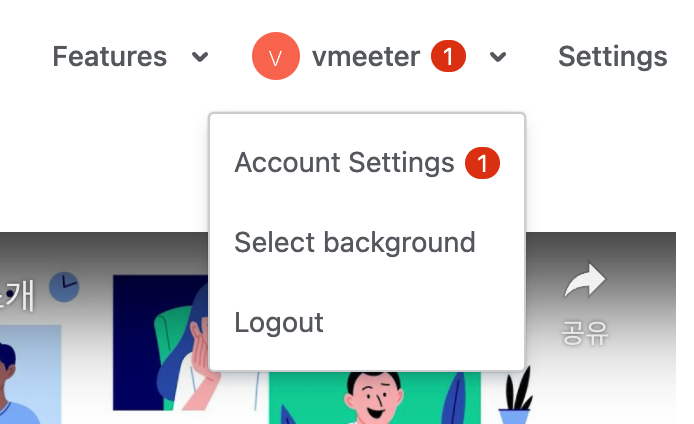 Features
V
vmeeter 1
Settings
Account Settings 1
Select background
Logout
개
공유